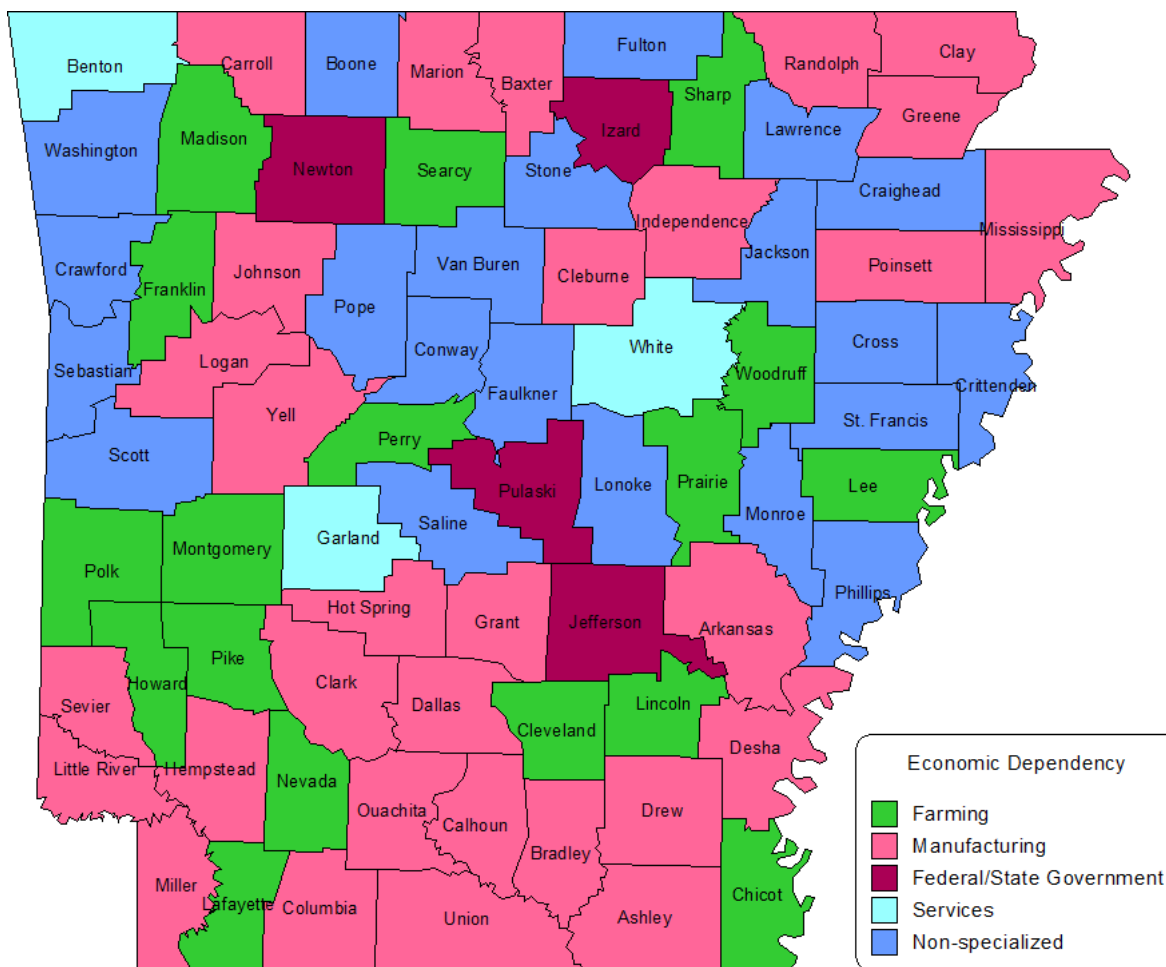 Benton
Carroll
Boone
Marion
Baxter
Fulton
Sharp
Randolph
Clay
Washington
Madison
Newton
Searcy
Stone
Izard
Lawrence
Greene
Craighead
Mississippi
Crawford
Franklin
Johnson
Pope
Van Buren
Cleburne
Independence
Jackson
Poinsett
Sebastian
Logan
Conway
Faulkner
White
Woodruff
Cross
Crittenden
Scott
Yell
Perry
Pulaski
Lonoke
Prairie
St. Francis
Lee
Monroe
Polk
Montgomery
Garland
Saline
Phillips
Hot Spring
Grant
Jefferson
Arkansas
Howard
Pike
Clark
Dallas
Cleveland
Lincoln
Desha
Sevier
Little River
Hempstead
Nevada
Ouachita
Calhoun
Bradley
Drew
Miller
Lafayette
Columbia
Union
Ashley
Chicot
Economic Dependency
Farming
Manufacturing
Federal/State Government
Services
Non-specialized